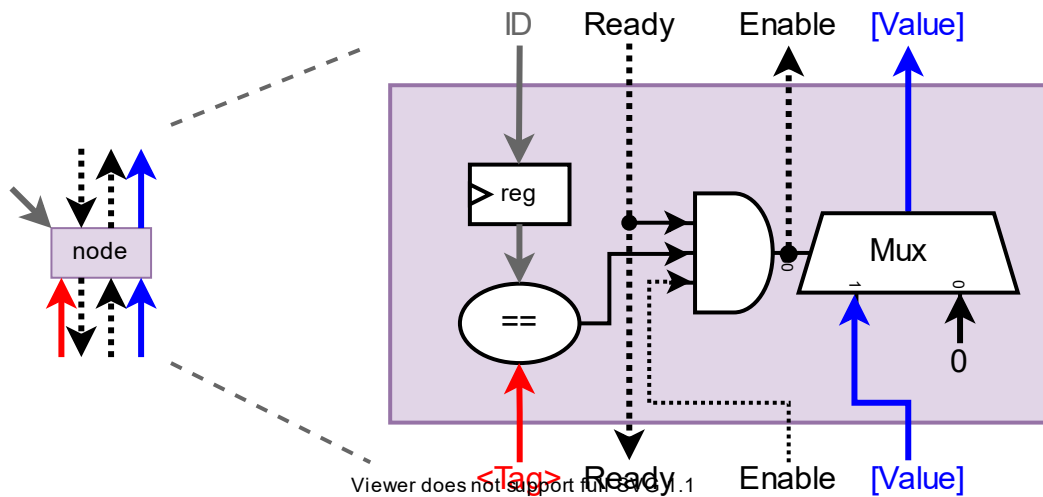 ID Ready Enable [Value]
reg
node
Mux
1 0
0
==
0
<Tag> Ready Enable [Value]
Viewer does not support full SVG 1.1